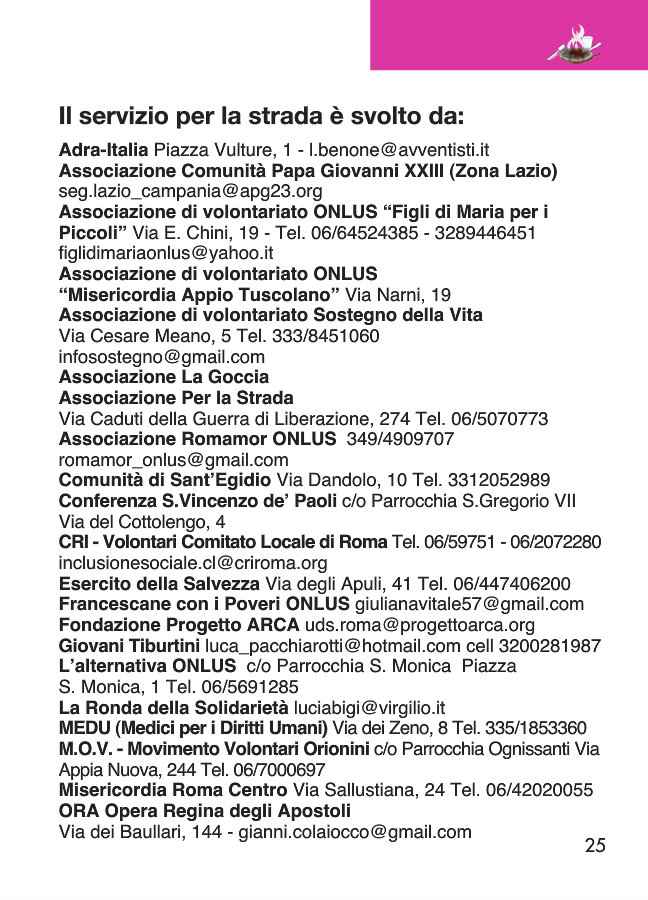 Il servizio per la strada è svolto da:
Adra-Italia Piazza Vulture, 1 - l.benone@avventisti.it
Associazione Comunità Papa Giovanni XXIII (Zona Lazio)
seg.lazio_campania@apg23.org
Associazione di volontariato ONLUS “Figli di Maria per i
Piccoli” Via E. Chini, 19 - Tel. 06/64524385 - 3289446451
figlidimariaonlus@yahoo.it
Associazione di volontariato ONLUS
“Misericordia Appio Tuscolano” Via Narni, 19
Associazione di volontariato Sostegno della Vita
Via Cesare Meano, 5 Tel. 333/8451060
infosostegno@gmail.com
Associazione La Goccia
Associazione Per la Strada
Via Caduti della Guerra di Liberazione, 274 Tel. 06/5070773
Associazione Romamor ONLUS  349/4909707
romamor_onlus@gmail.com
Comunità di Sant’Egidio Via Dandolo, 10 Tel. 3312052989
Conferenza S.Vincenzo de’ Paoli c/o Parrocchia S.Gregorio VII
Via del Cottolengo, 4
CRI - Volontari Comitato Locale di Roma Tel. 06/59751 - 06/2072280
inclusionesociale.cl@criroma.org
Esercito della Salvezza Via degli Apuli, 41 Tel. 06/447406200
Francescane con i Poveri ONLUS giulianavitale57@gmail.com
Fondazione Progetto ARCA uds.roma@progettoarca.org
Giovani Tiburtini luca_pacchiarotti@hotmail.com cell 3200281987
L’alternativa ONLUS  c/o Parrocchia S. Monica  Piazza
S. Monica, 1 Tel. 06/5691285
La Ronda della Solidarietà luciabigi@virgilio.it
MEDU (Medici per i Diritti Umani) Via dei Zeno, 8 Tel. 335/1853360
M.O.V. - Movimento Volontari Orionini c/o Parrocchia Ognissanti Via
Appia Nuova, 244 Tel. 06/7000697
Misericordia Roma Centro Via Sallustiana, 24 Tel. 06/42020055
ORA Opera Regina degli Apostoli
Via dei Baullari, 144 - gianni.colaiocco@gmail.com
25